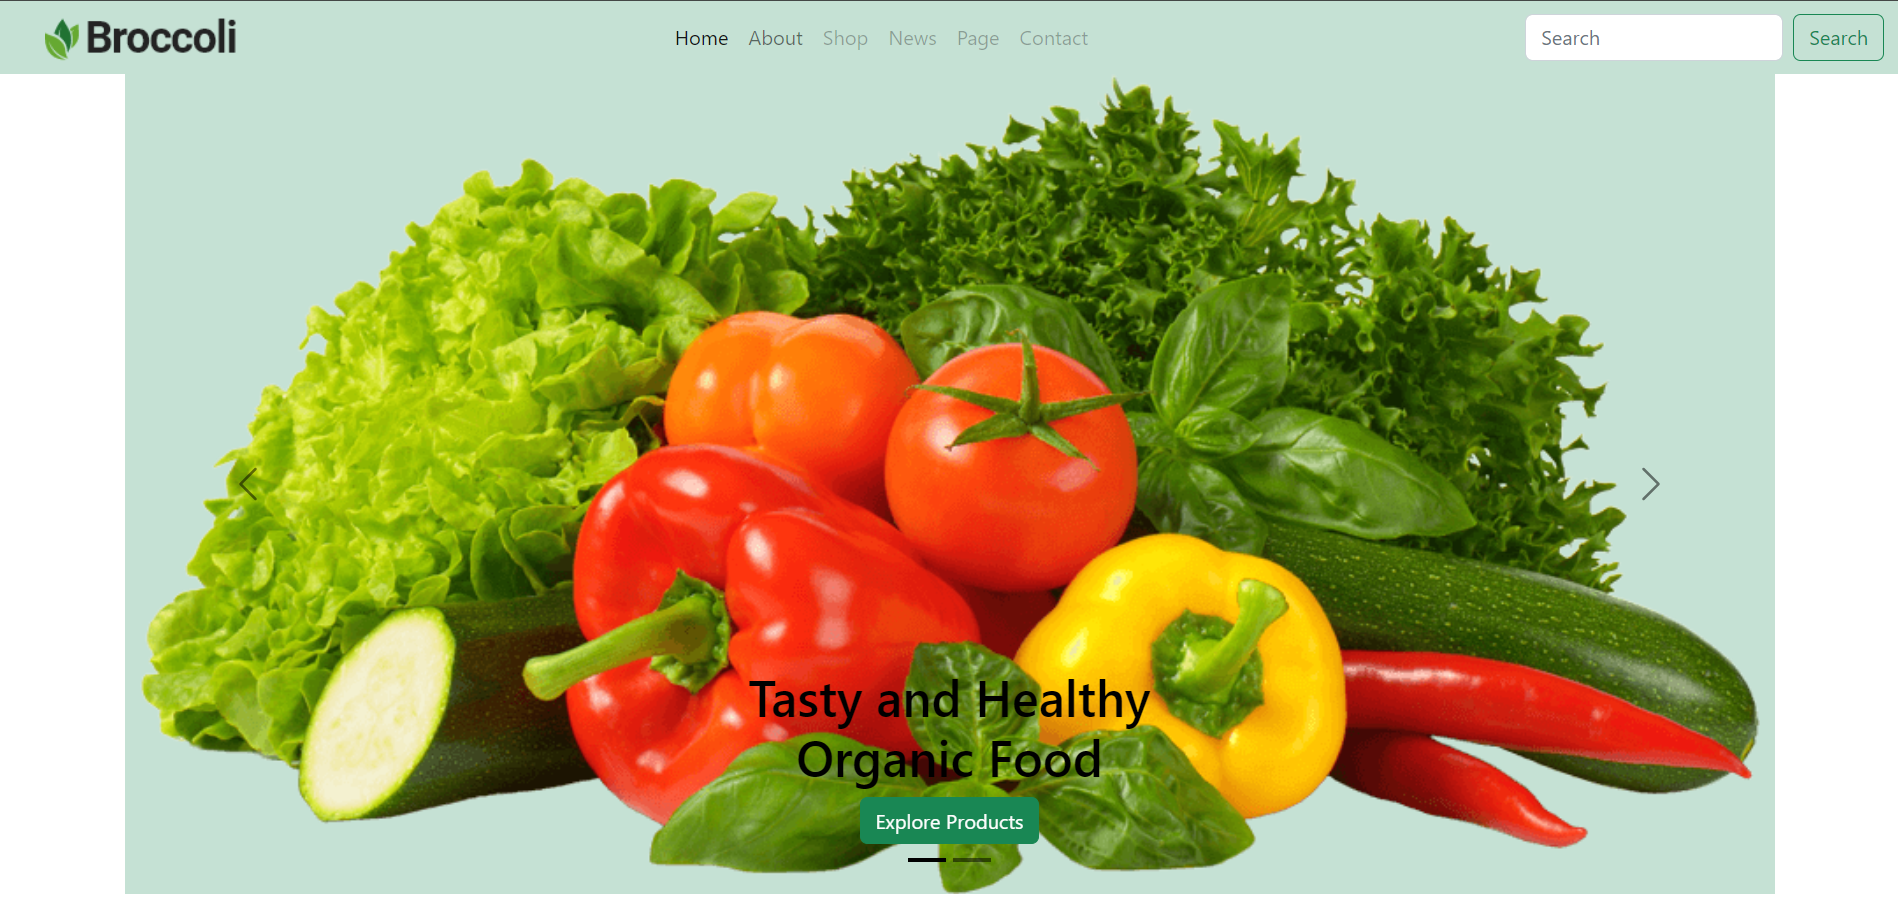 Broccoli
Home About Shop News Page Contact
Search
Search
Tasty and Healthy
Organic Food
Explore Products